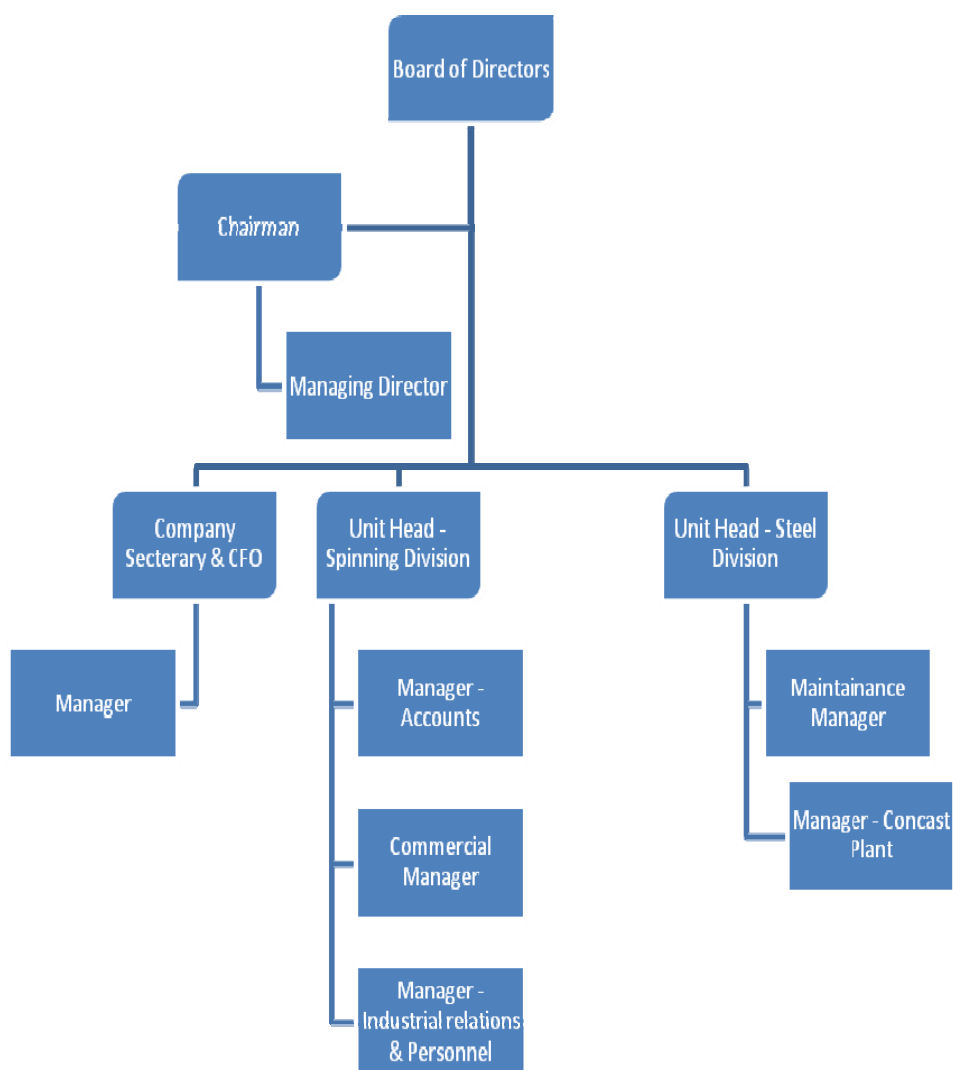 Board of Directors
Chairman
Managing Director
Company
Secterary & CFO
Unit Head -
Spinning Division
Unit Head - Steel
Division
Manager
Manager -
Accounts
Maintainance
Manager
Commercial
Manager
Manager - Concast
Plant
Manager -
Industrial relations
& Personnel